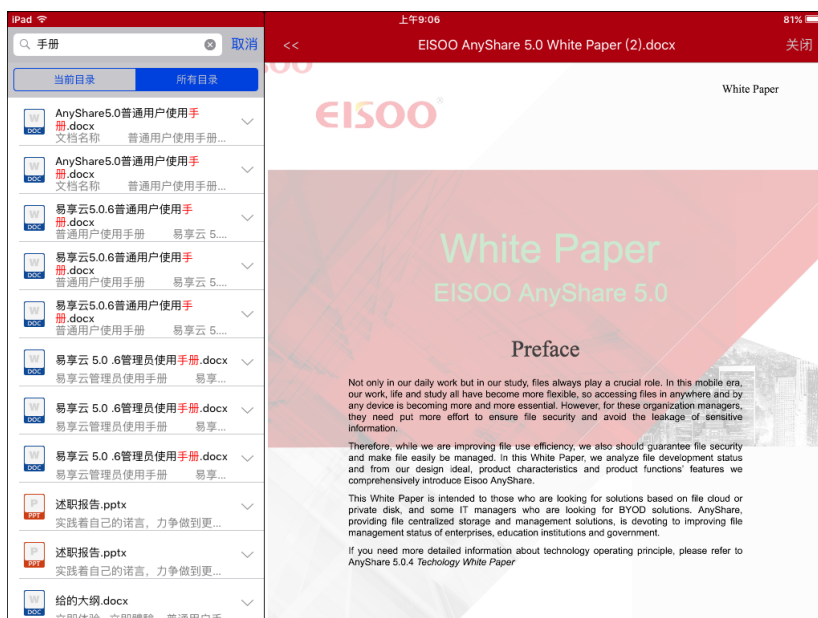 iPad
上午9:06
81%
手册
取消
当前目录
所有目录
AnyShare5.0普通用户使用手
册.docx
文档名称 普通用户使用手册...
AnyShare5.0普通用户使用手
册.docx
文档名称 普通用户使用手册...
易享云5.0.6普通用户使用手
册.docx
普通用户使用手册 易享云 5....
易享云5.0.6普通用户使用手
册.docx
普通用户使用手册 易享云 5....
易享云5.0.6普通用户使用手
册.docx
普通用户使用手册 易享云 5....
易享云 5.0 .6管理员使用手册.docx
易享云管理员使用手册 易享...
易享云 5.0 .6管理员使用手册.docx
易享云管理员使用手册 易享...
易享云 5.0 .6管理员使用手册.docx
易享云管理员使用手册 易享...
述职报告.pptx
实践着自己的诺言，力争做到更...
述职报告.pptx
实践着自己的诺言，力争做到更...
给的大纲.docx
W
DOC
W
DOC
W
DOC
W
DOC
W
DOC
W
DOC
W
DOC
W
DOC
P
PPT
P
PPT
W
DOC
<<
EISOO AnyShare 5.0 White Paper (2).docx
关闭
White Paper
EISOO
White Paper
EISOO AnyShare 5.0
Preface
Not only in our daily work but in our study, files always play a crucial role. In this mobile era,
our work, life and study all have become more flexible, so accessing files in anywhere and by
any device is becoming more and more essential. However, for these organization managers,
they need put more effort to ensure file security and avoid the leakage of sensitive
information.
Therefore, while we are improving file use efficiency, we also should guarantee file security
and make file easily be managed. In this White Paper, we analyze file development status
and from our design ideal, product characteristics and product functions' features we
comprehensively introduce Eisoo AnyShare.
This White Paper is intended to those who are looking for solutions based on file cloud or
private disk, and some IT managers who are looking for BYOD solutions. AnyShare,
providing file centralized storage and management solutions, is devoting to improving file
management status of enterprises, education institutions and government.
If you need more detailed information about technology operating principle, please refer to
AnyShare 5.0.4 Techology White Paper